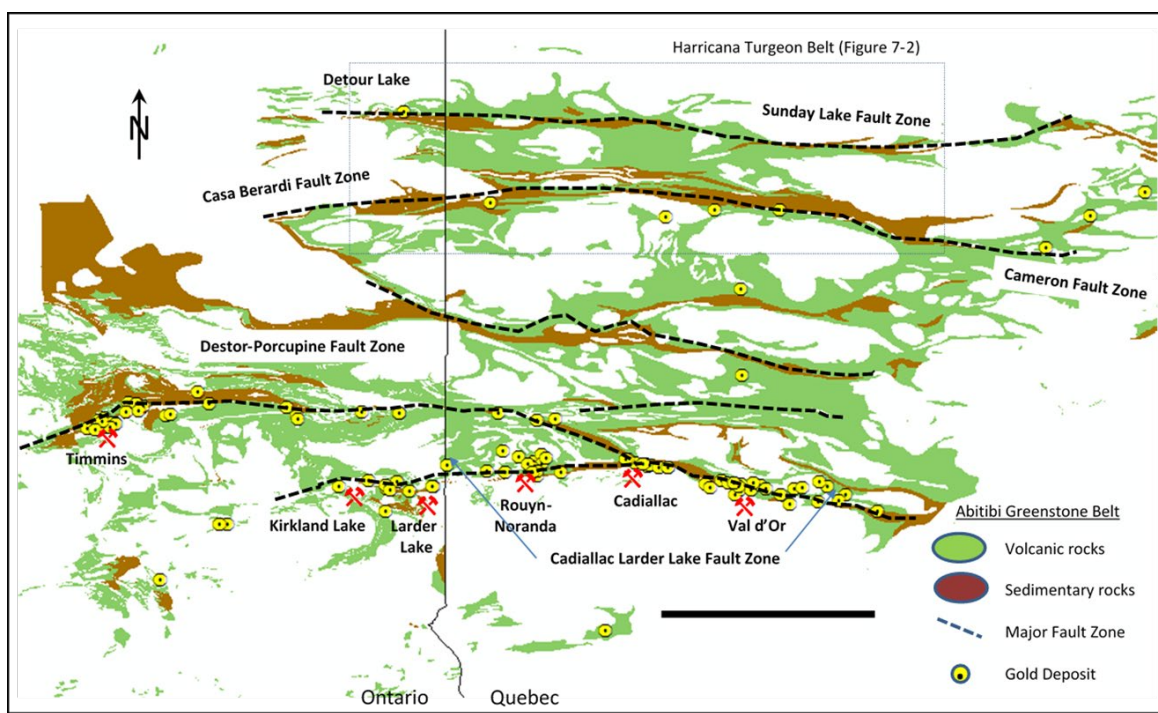 Harricana Turgeon Belt (Figure 7-2)
Detour Lake
Sunday Lake Fault Zone
N
Casa Berardi Fault Zone
Cameron Fault Zone
Destor-Porcupine Fault Zone
Timmins
Kirkland Lake
Larder
Lake
Rouyn-
Noranda
Cadiallac
Val d'Or
Cadiallac Larder Lake Fault Zone
Abitibi Greenstone Belt
Volcanic rocks
Sedimentary rocks
Major Fault Zone
Gold Deposit
Ontario
Quebec